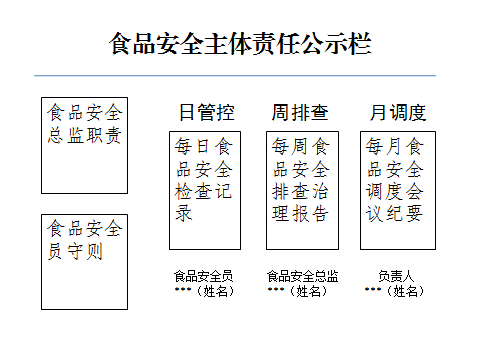 食品安全主体责任公示栏
食品安全
总监职责
食品安全
员守则
日管控
每日食
品安全
检查记
录
食品安全员
***（姓名）
周排查
每周食
品安全
排查治
理报告
食品安全总监
***（姓名）
月调度
每月食
品安全
调度会
议纪要
负责人
***（姓名）